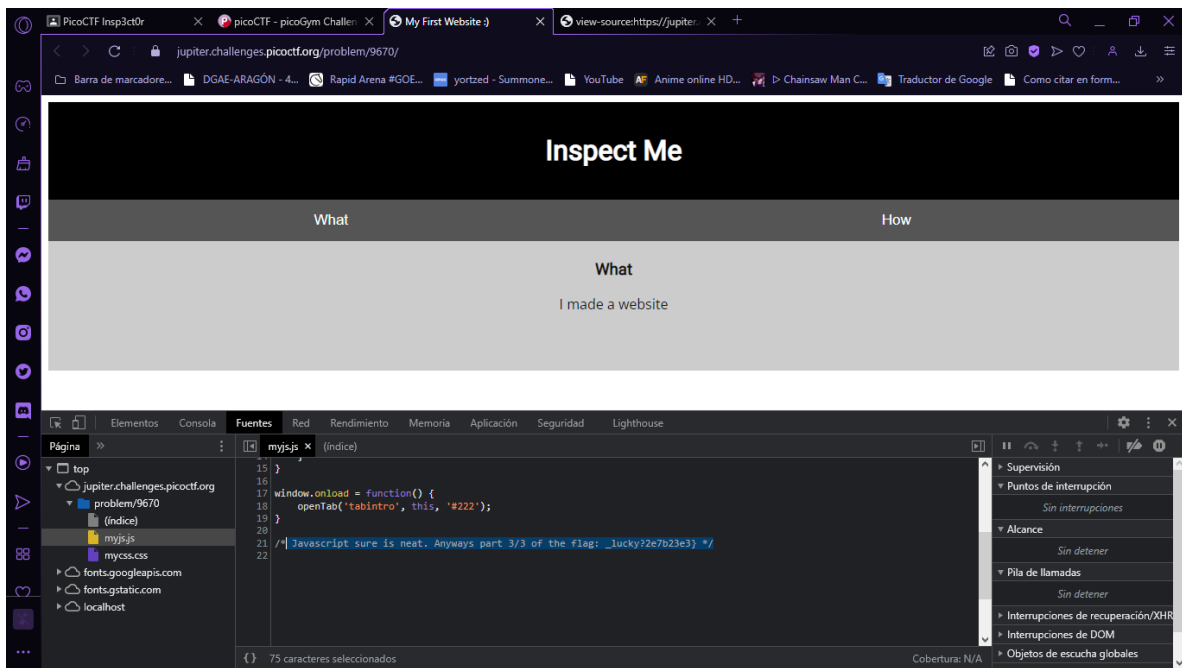 PicoCTF Insp3ct0r
picoCTF - picoGym Challen
My First Website :)
view-source:https://jupiter.
jupiter.challenges.picoctf.org/problem/9670/
Barra de marcadore...
DGAE-ARAGÓN - 4...
Rapid Arena #GOE...
yortzed - Summone...
YouTube
Anime online HD...
▷ Chainsaw Man C...
Traductor de Google
Como citar en form...
»
Inspect Me
What
How
What
I made a website
Elementos
Consola
Fuentes
Red
Rendimiento
Memoria
Aplicación
Seguridad
Lighthouse
Página
»
myjs.js
(índice)
top
jupiter.challenges.picoctf.org
problem/9670
(índice)
myjs.js
mycss.css
fonts.googleapis.com
fonts.gstatic.com
localhost
15 }
16
17 window.onload = function() {
18 openTab('tabintro', this, '#222');
19 }
20
21 /* Javascript sure is neat. Anyways part 3/3 of the flag: _lucky?2e7b23e3} */
22
{ } 75 caracteres seleccionados
Cobertura: N/A
Supervisión
Puntos de interrupción
Sin interrupciones
Alcance
Sin detener
Pila de llamadas
Sin detener
Interrupciones de recuperación/XHR
Interrupciones de DOM
Objetos de escucha globales